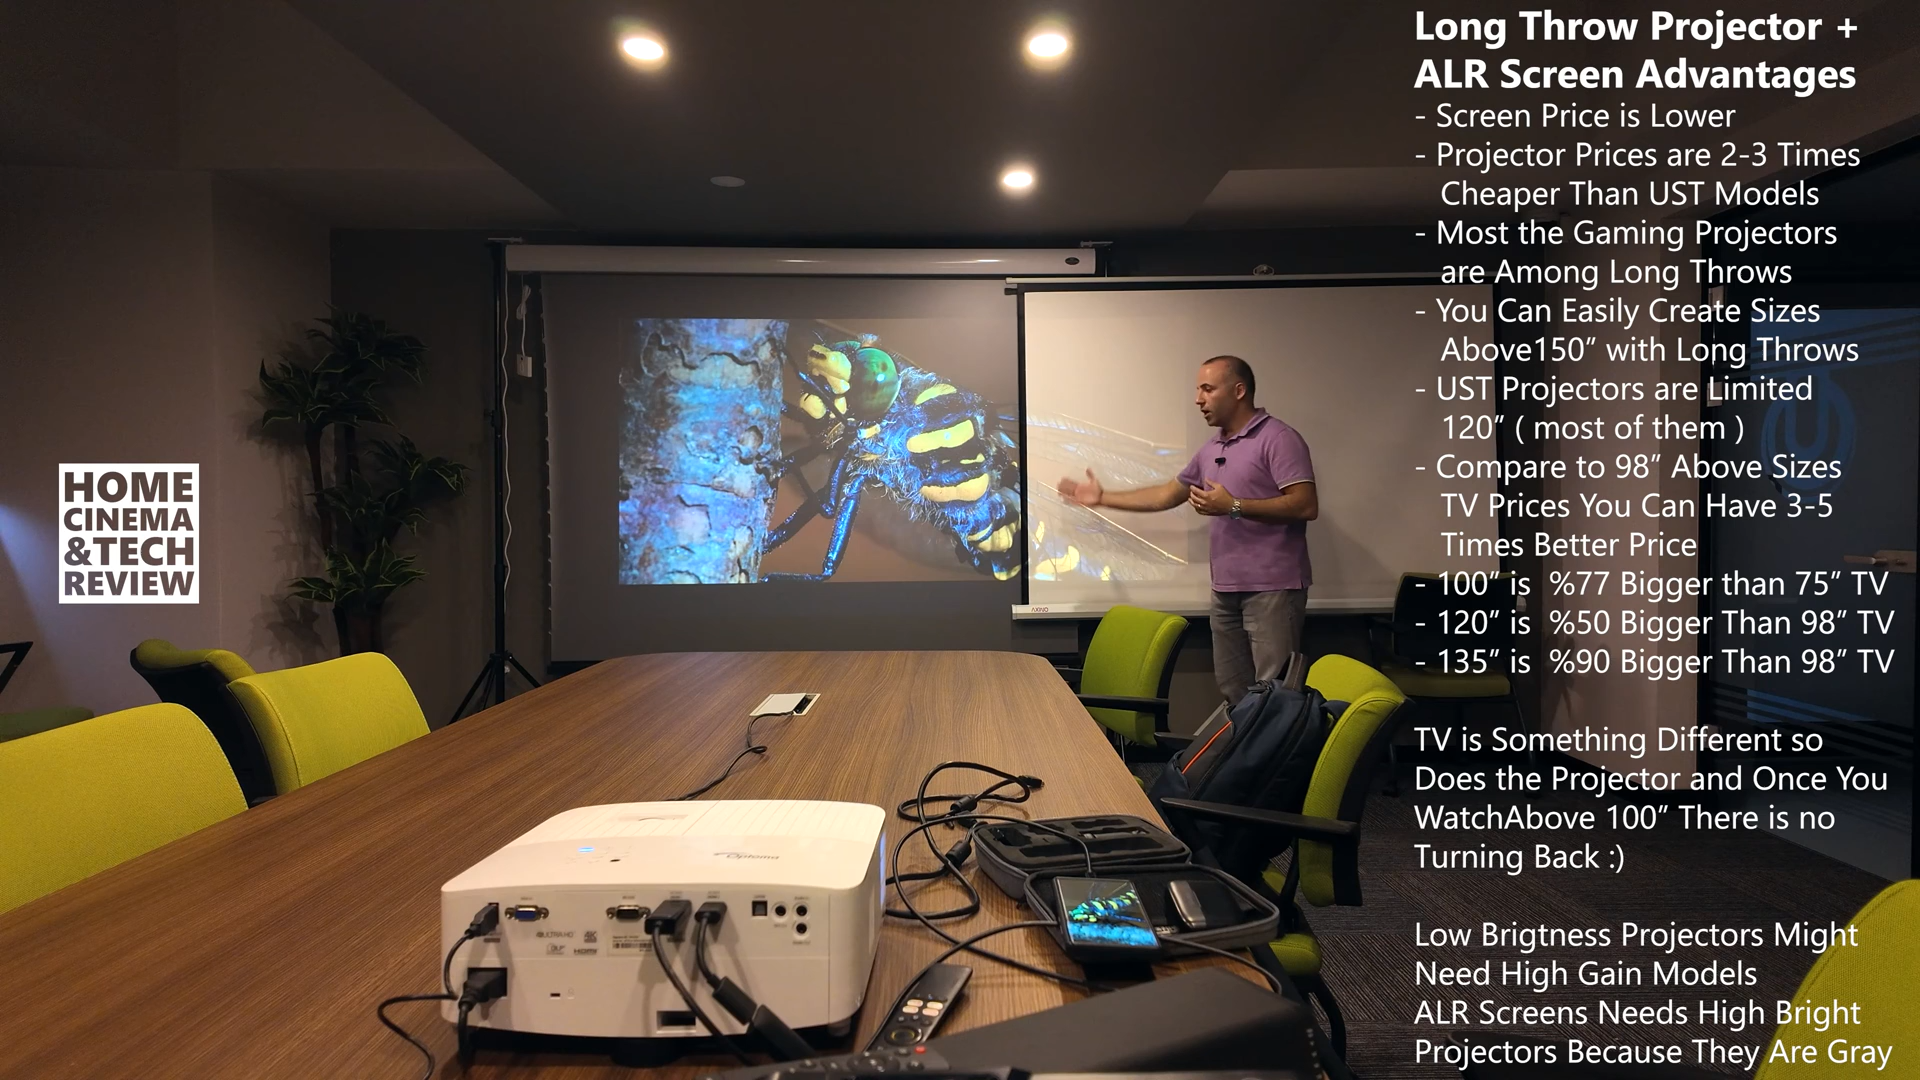 Long Throw Projector +
ALR Screen Advantages
- Screen Price is Lower
- Projector Prices are 2-3 Times
Cheaper Than UST Models
- Most the Gaming Projectors
are Among Long Throws
- You Can Easily Create Sizes
Above150” with Long Throws
- UST Projectors are Limited
120” ( most of them )
- Compare to 98” Above Sizes
TV Prices You Can Have 3-5
Times Better Price
- 100” is %77 Bigger than 75” TV
- 120” is %50 Bigger Than 98” TV
- 135” is %90 Bigger Than 98” TV
TV is Something Different so
Does the Projector and Once You
WatchAbove 100” There is no
Turning Back :)
Low Brigtness Projectors Might
Need High Gain Models
ALR Screens Needs High Bright
Projectors Because They Are Gray
HOME
CINEMA
&TECH
REVIEW
Optoma
HDMI